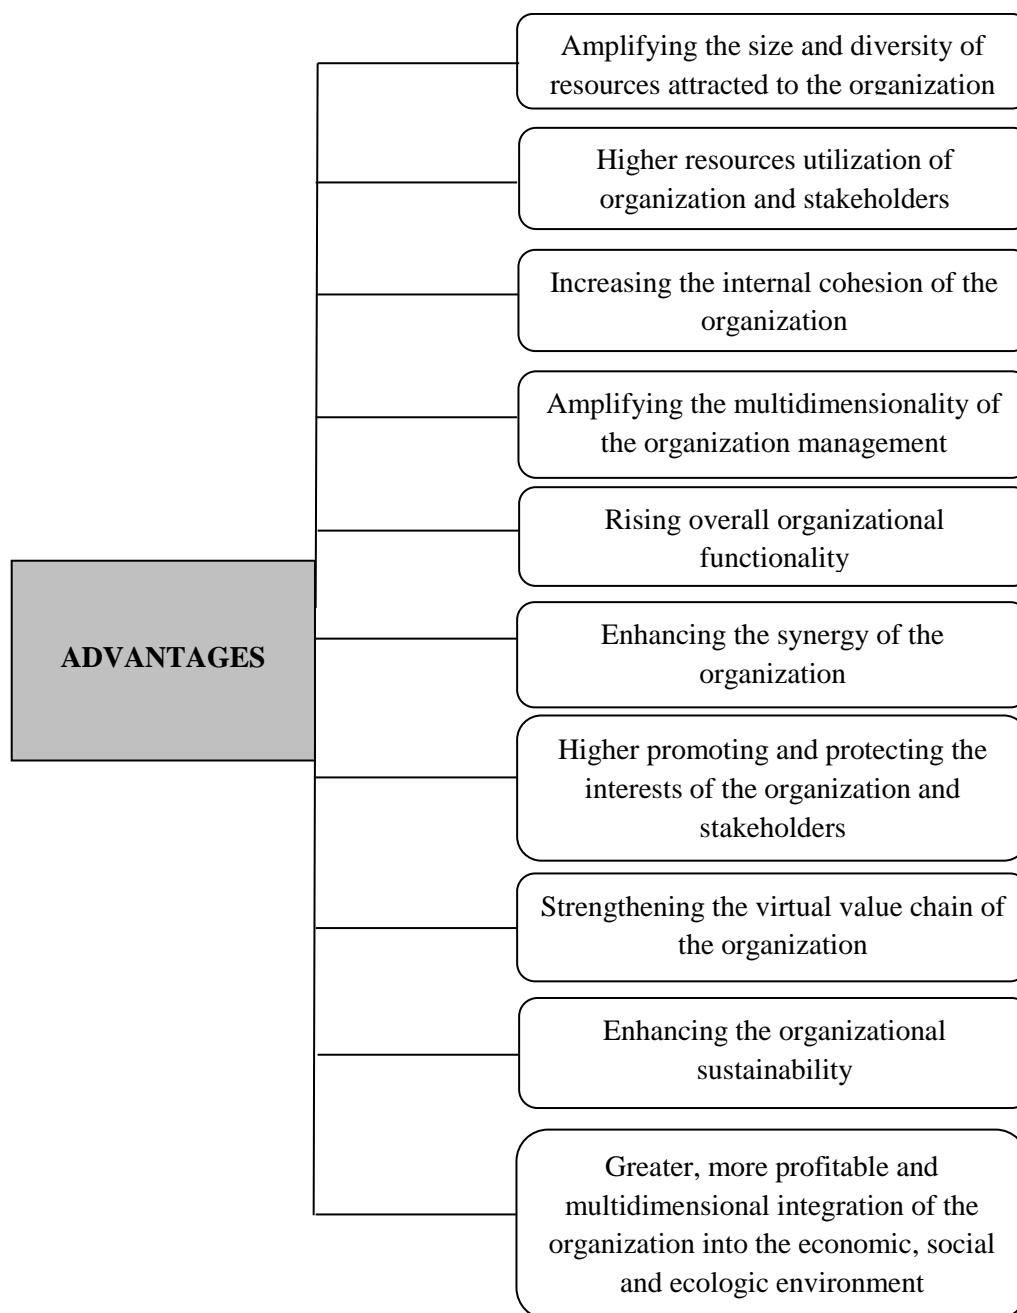 Amplifying the size and diversity of
resources attracted to the organization
Higher resources utilization of
organization and stakeholders
Increasing the internal cohesion of the
organization
Amplifying the multidimensionality of
the organization management
Rising overall organizational
functionality
ADVANTAGES
Enhancing the synergy of the
organization
Higher promoting and protecting the
interests of the organization and
stakeholders
Strengthening the virtual value chain of
the organization
Enhancing the organizational
sustainability
Greater, more profitable and
multidimensional integration of the
organization into the economic, social
and ecologic environment